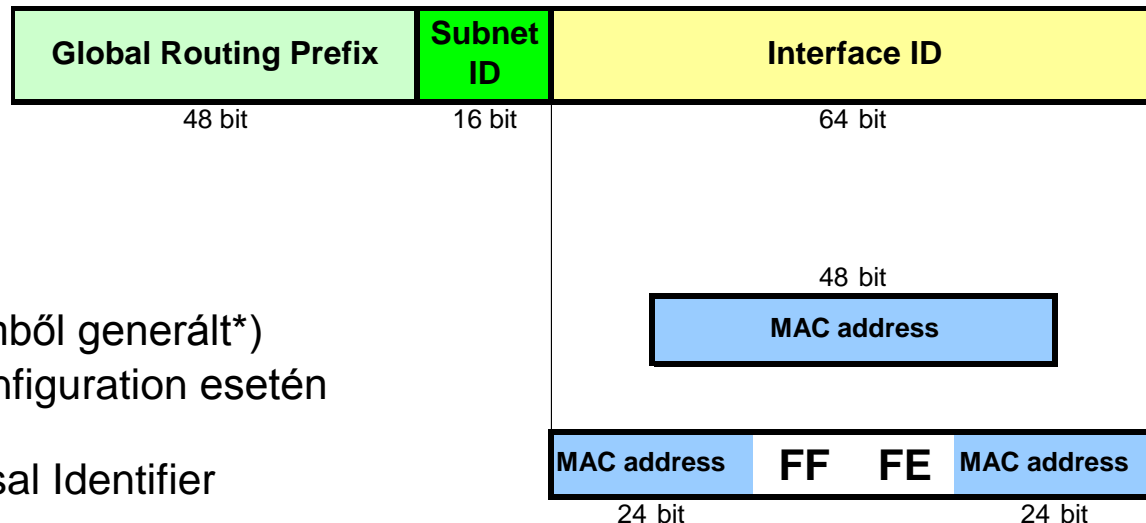 Global Routing Prefix
Subnet
ID
Interface ID
48 bit
16 bit
64 bit
48 bit
MAC address
ből generált*)
nfiguration esetén
sal Identifier
MAC address FF FE MAC address
24 bit
24 bit